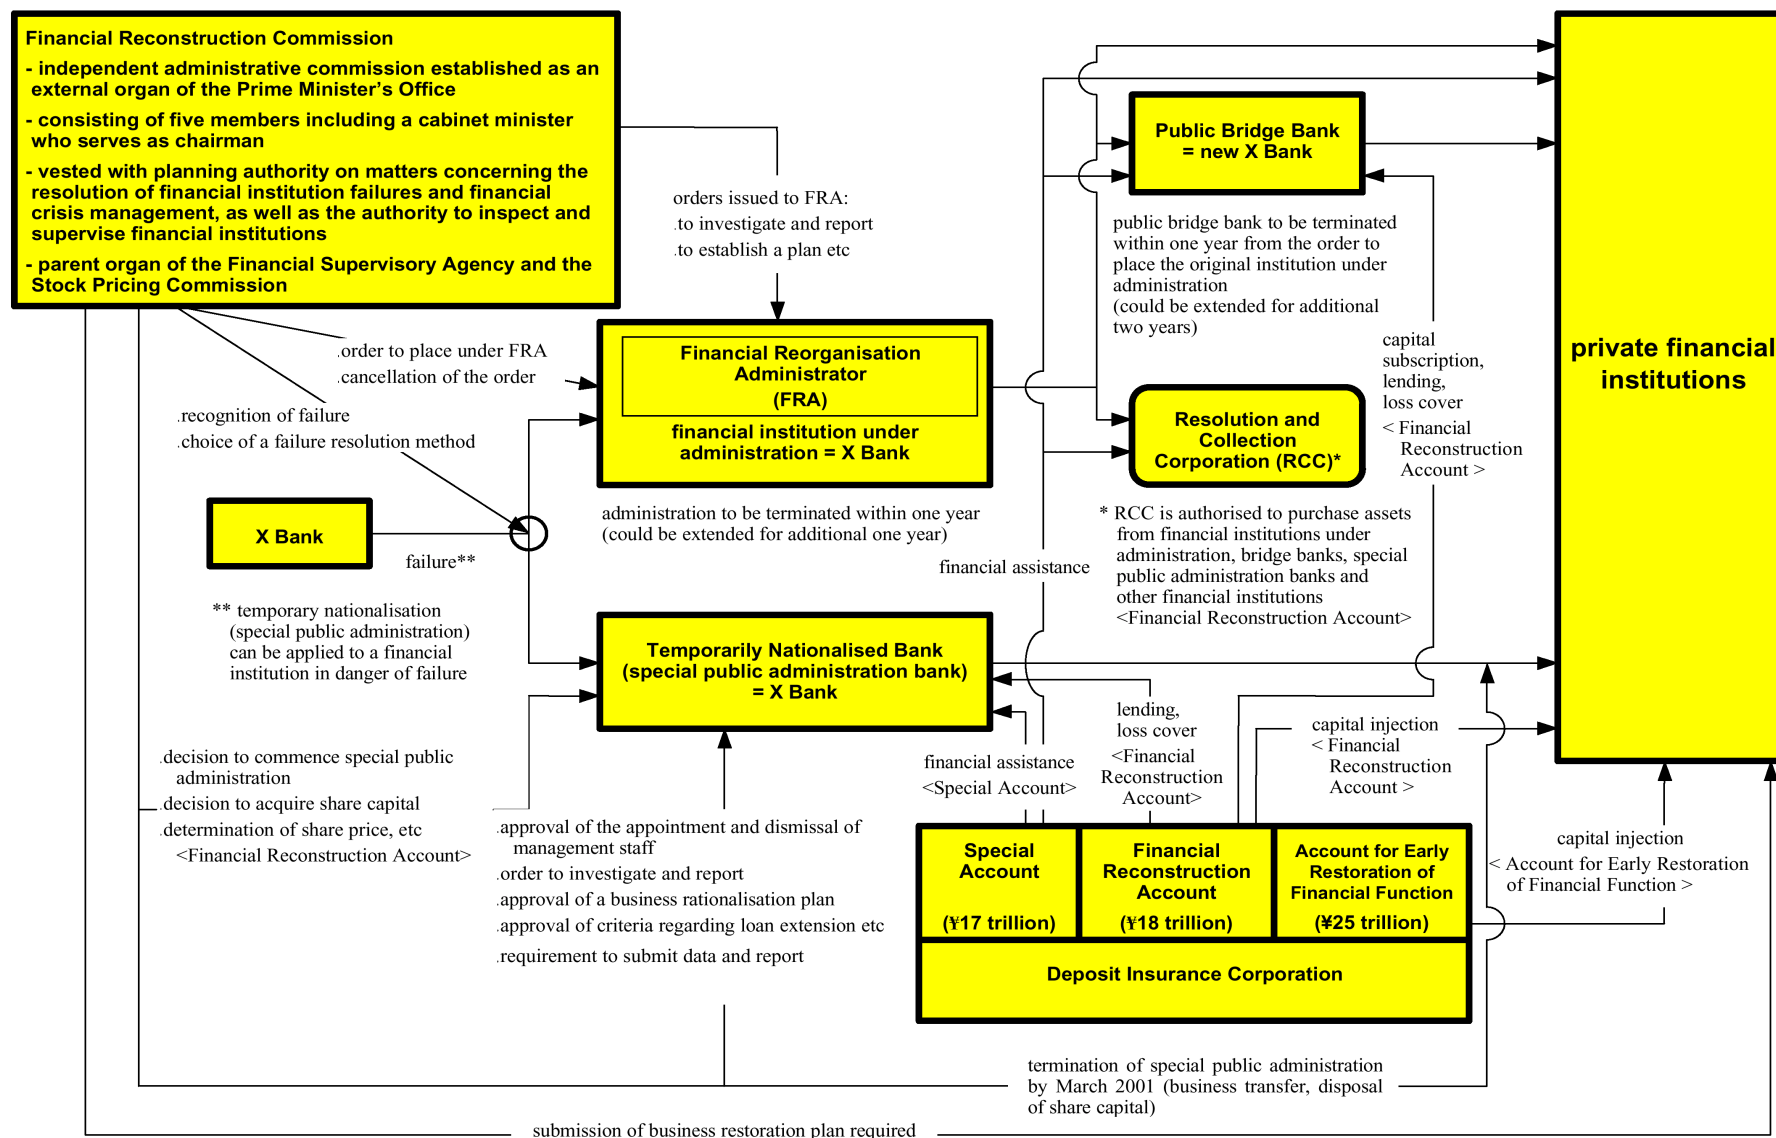 Financial Reconstruction Commission
- independent administrative commission established as an
external organ of the Prime Minister's Office
- consisting of five members including a cabinet minister
who serves as chairman
- vested with planning authority on matters concerning the
resolution of financial institution failures and financial
crisis management, as well as the authority to inspect and
supervise financial institutions
- parent organ of the Financial Supervisory Agency and the
Stock Pricing Commission
orders issued to FRA:
.to investigate and report
.to establish a plan etc
Public Bridge Bank
= new X Bank
public bridge bank to be terminated
within one year from the order to
place the original institution under
administration
(could be extended for additional
two years)
capital
subscription,
lending,
loss cover
< Financial
Reconstruction
Account >
private financial
institutions
.order to place under FRA
.cancellation of the order
Financial Reorganisation
Administrator
(FRA)
financial institution under
administration = X Bank
administration to be terminated within one year
(could be extended for additional one year)
Resolution and
Collection
Corporation (RCC)*
* RCC is authorised to purchase assets
from financial institutions under
administration, bridge banks, special
public administration banks and
other financial institutions
<Financial Reconstruction Account>
.recognition of failure
.choice of a failure resolution method
X Bank
failure**
** temporary nationalisation
(special public administration)
can be applied to a financial
institution in danger of failure
financial assistance
Temporarily Nationalised Bank
(special public administration bank)
= X Bank
.decision to commence special public
administration
.decision to acquire share capital
.determination of share price, etc
<Financial Reconstruction Account>
.approval of the appointment and dismissal of
management staff
.order to investigate and report
.approval of a business rationalisation plan
.approval of criteria regarding loan extension etc
.requirement to submit data and report
financial assistance
<Special Account>
lending,
loss cover
<Financial
Reconstruction
Account>
capital injection
< Financial
Reconstruction
Account >
Special
Account
(¥17 trillion)
Financial
Reconstruction
Account
(¥18 trillion)
Account for Early
Restoration of
Financial Function
(¥25 trillion)
Deposit Insurance Corporation
capital injection
< Account for Early Restoration
of Financial Function >
termination of special public administration
by March 2001 (business transfer, disposal
of share capital)
submission of business restoration plan required